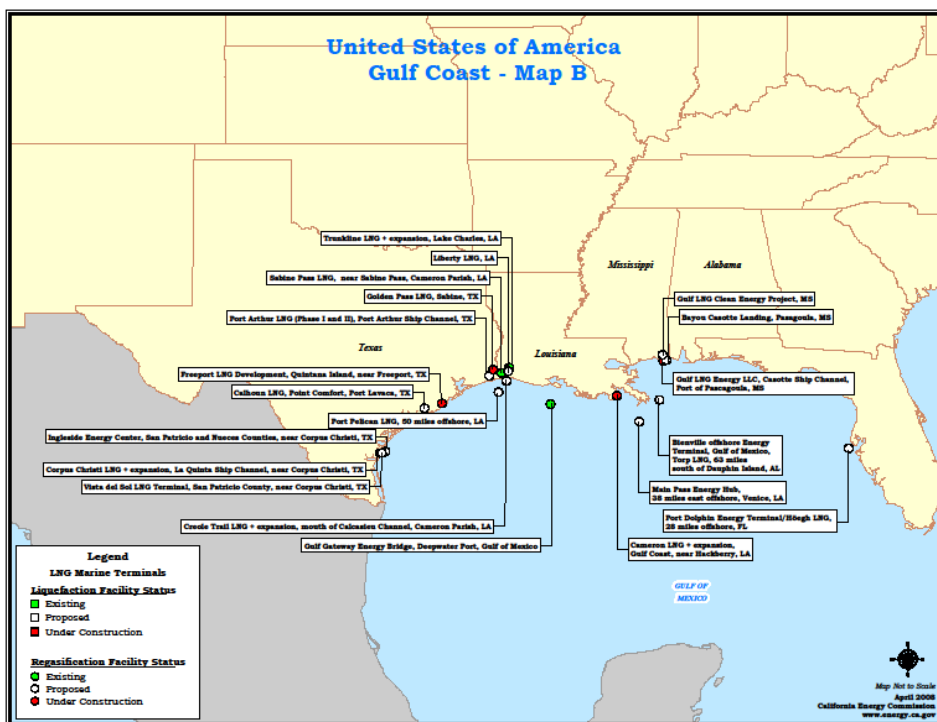 United States of America
Gulf Coast - Map B
Trunkline LNG + expansion, Lake Charles, LA
Liberty LNG, LA
Sabine Pass LNG, near Sabine Pass, Cameron Parish, LA
Golden Pass LNG, Sabine, TX
Port Arthur LNG (Phase I and II), Port Arthur Ship Channel, TX
Mississippi
Alabama
Gulf LNG Clean Energy Project, MS
Bayou Casotte Landing, Pasagoula, MS
Texas
Louisiana
Freeport LNG Development, Quintana Island, near Freeport, TX
Calhoun LNG, Point Comfort, Port Lavaca, TX
Gulf LNG Energy LLC, Casotte Ship Channel,
Port of Pascagoula, MS
Port Pelican LNG, 50 miles offshore, LA
Ingleside Energy Center, San Patricio and Nueces Counties, near Corpus Christi, TX
Bienville offshore Energy
Terminal, Gulf of Mexico,
Torp LNG, 63 miles
south of Dauphin Island, AL
Corpus Christi LNG + expansion, La Quinta Ship Channel, near Corpus Christi, TX
Vista del Sol LNG Terminal, San Patricio County, near Corpus Christi, TX
Main Pass Energy Hub,
38 miles east offshore, Venice, LA
Port Dolphin Energy Terminal/Höegh LNG,
28 miles offshore, FL
Creole Trail LNG + expansion, mouth of Calcasieu Channel, Cameron Parish, LA
Gulf Gateway Energy Bridge, Deepwater Port, Gulf of Mexico
Cameron LNG + expansion,
Gulf Coast, near Hackberry, LA
GULF OF
MEXICO
Legend
LNG Marine Terminals
Liquefaction Facility Status
Existing
Proposed
Under Construction
Regasification Facility Status
Existing
Proposed
Under Construction
Map Not to Scale
April 2008
California Energy Commission
www.energy.ca.gov